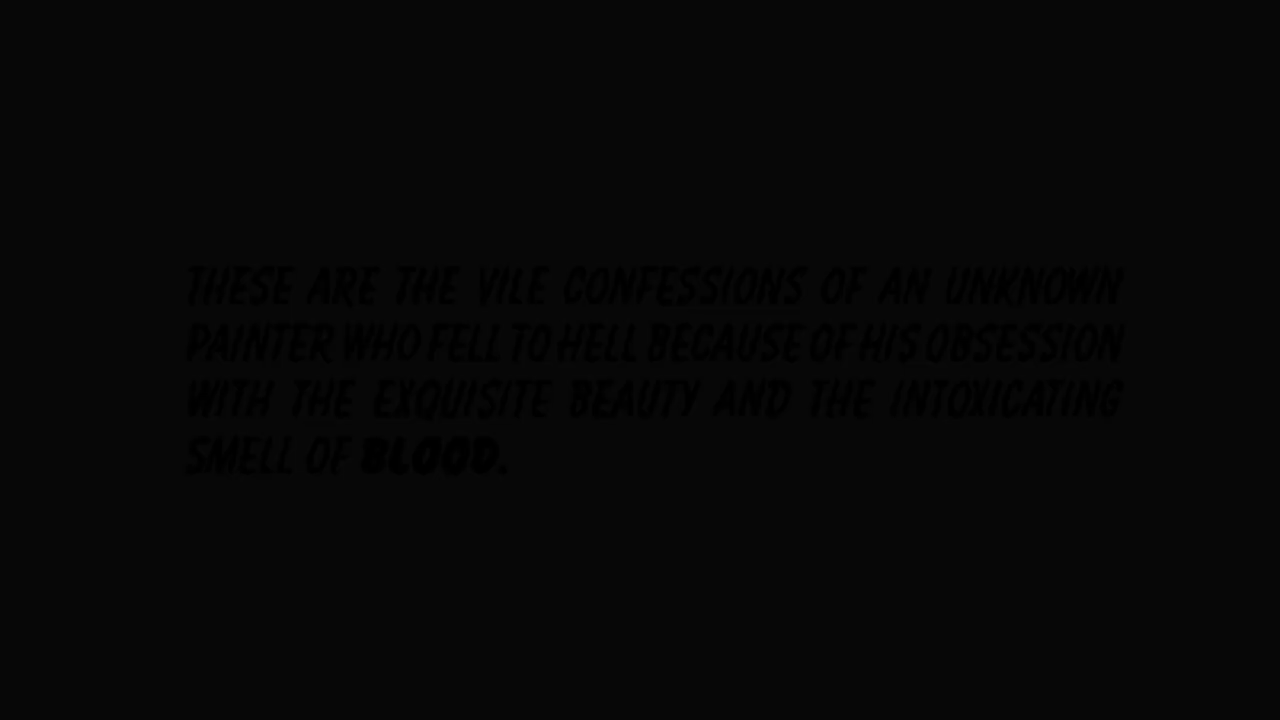 THESE ARE THE VILE CONFESSIONS OF AN UNKNOWN
PAINTER WHO FELL TO HELL BECAUSE OF HIS OBSESSION
WITH THE EXQUISITE BEAUTY AND THE INTOXICATING
SMELL OF BLOOD.